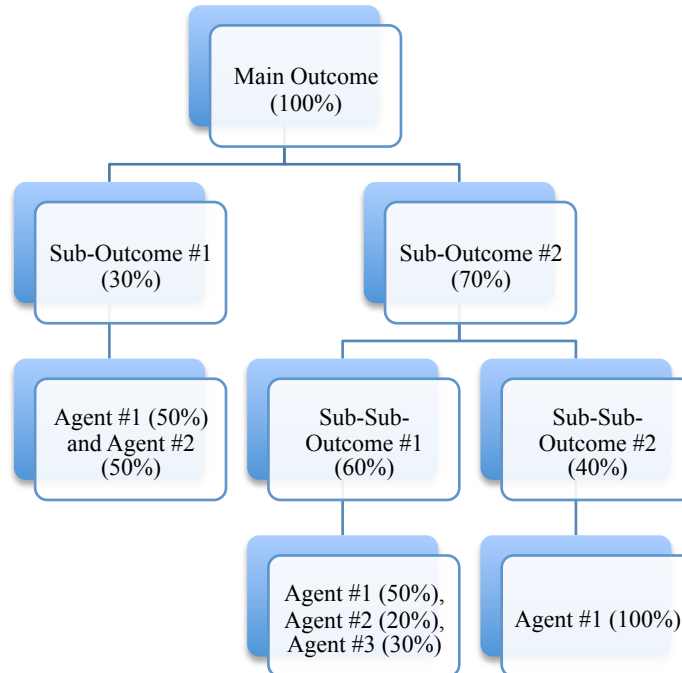 Main Outcome
(100%)
Sub-Outcome #1
(30%)
Sub-Outcome #2
(70%)
Agent #1 (50%)
and Agent #2
(50%)
Sub-Sub-
Outcome #1
(60%)
Sub-Sub-
Outcome #2
(40%)
Agent #1 (50%),
Agent #2 (20%),
Agent #3 (30%)
Agent #1 (100%)